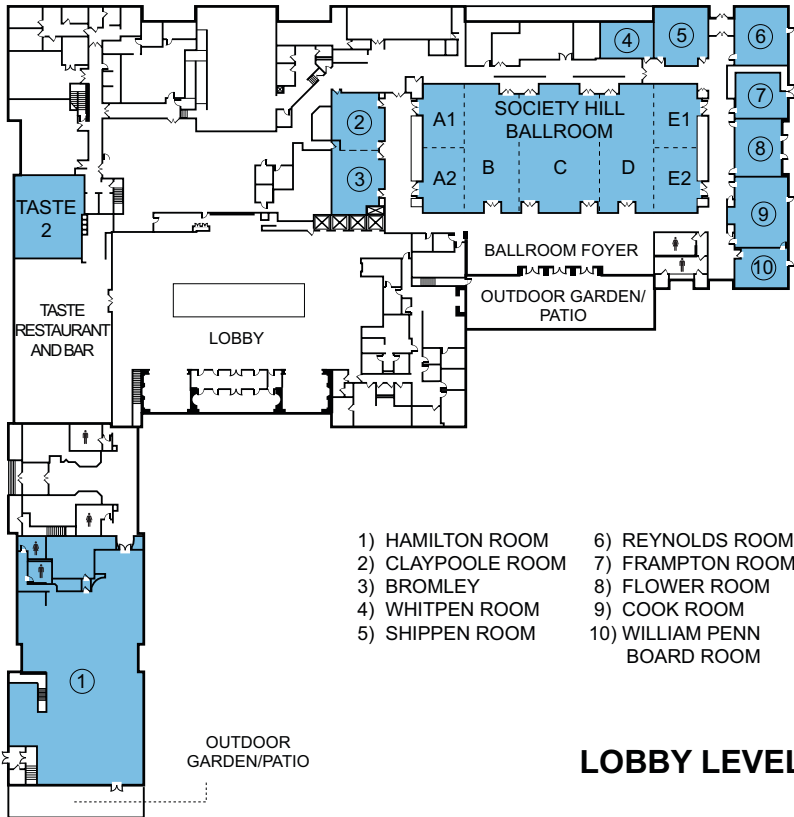 4
5
6
7
8
9
10
2
3
SOCIETY HILL
BALLROOM
A1
A2
B
C
D
E1
E2
TASTE
2
BALLROOM FOYER
OUTDOOR GARDEN/
PATIO
TASTE
RESTAURANT
AND BAR
LOBBY
1
OUTDOOR
GARDEN/PATIO
1) HAMILTON ROOM
2) CLAYPOOLE ROOM
3) BROMLEY
4) WHITPEN ROOM
5) SHIPPEN ROOM
6) REYNOLDS ROOM
7) FRAMPTON ROOM
8) FLOWER ROOM
9) COOK ROOM
10) WILLIAM PENN
BOARD ROOM
LOBBY LEVEL